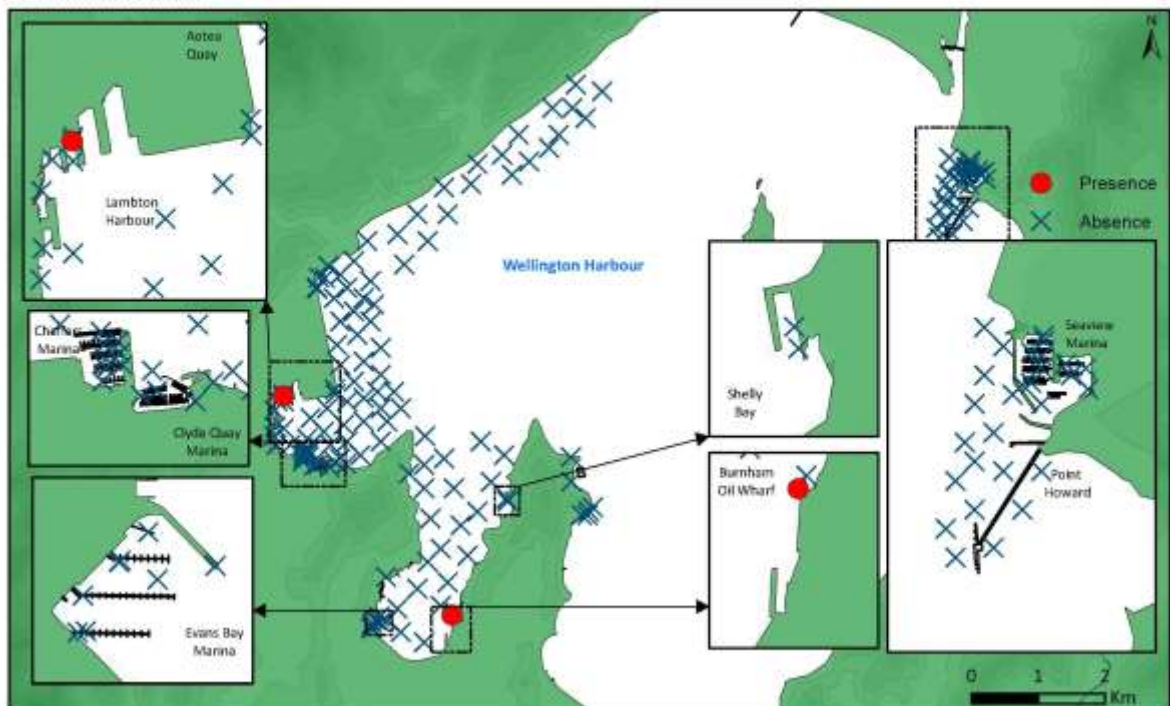 Aotea
Quay
N
Lambton
Harbour
Presence
Absence
Wellington Harbour
Chaffers
Marina
Clyde Quay
Marina
Seaview
Marina
Shelly
Bay
Burnham
Oil Wharf
Point
Howard
Evans Bay
Marina
0 1 2
Km